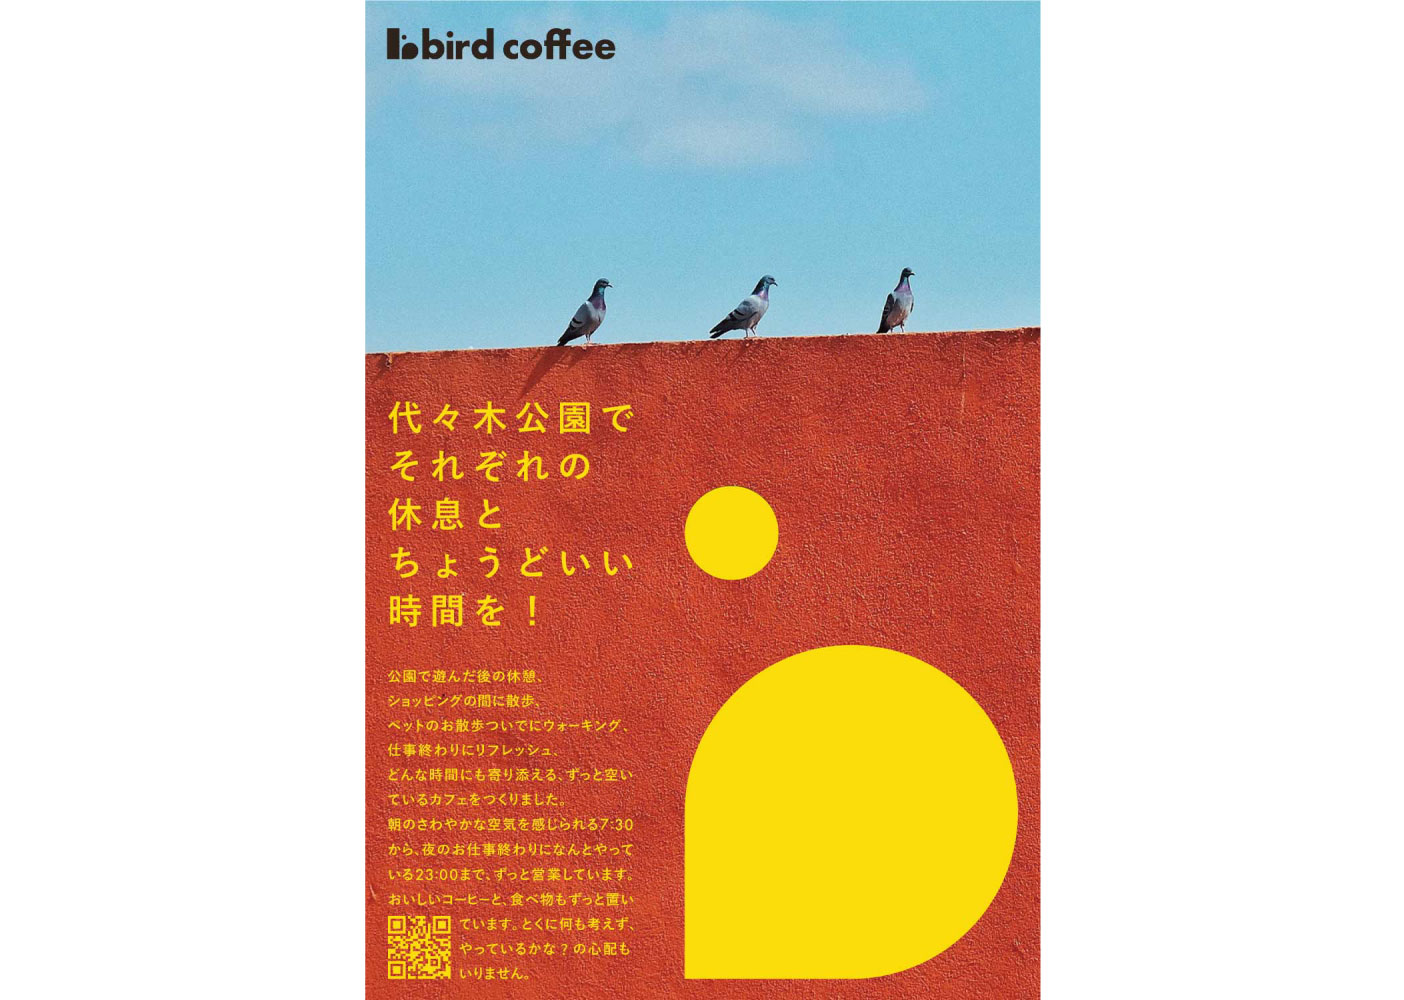 bird coffee
代々木公園で
それぞれの
休息と
ちょうどいい
時間を！
公園で遊んだ後の休憩、
ショッピングの間に散歩、
ペットのお散歩ついでにウォーキング、
仕事終わりにリフレッシュ、
どんな時間にも寄り添える、ずっと空い
ているカフェをつくりました。
朝のさわやかな空気を感じられる7:30
から、夜のお仕事終わりになんとやって
いる23:00まで、ずっと営業しています。
おいしいコーヒーと、食べ物もずっと置い
ています。とくに何も考えず、
やっているかな？の心配も
いりません。